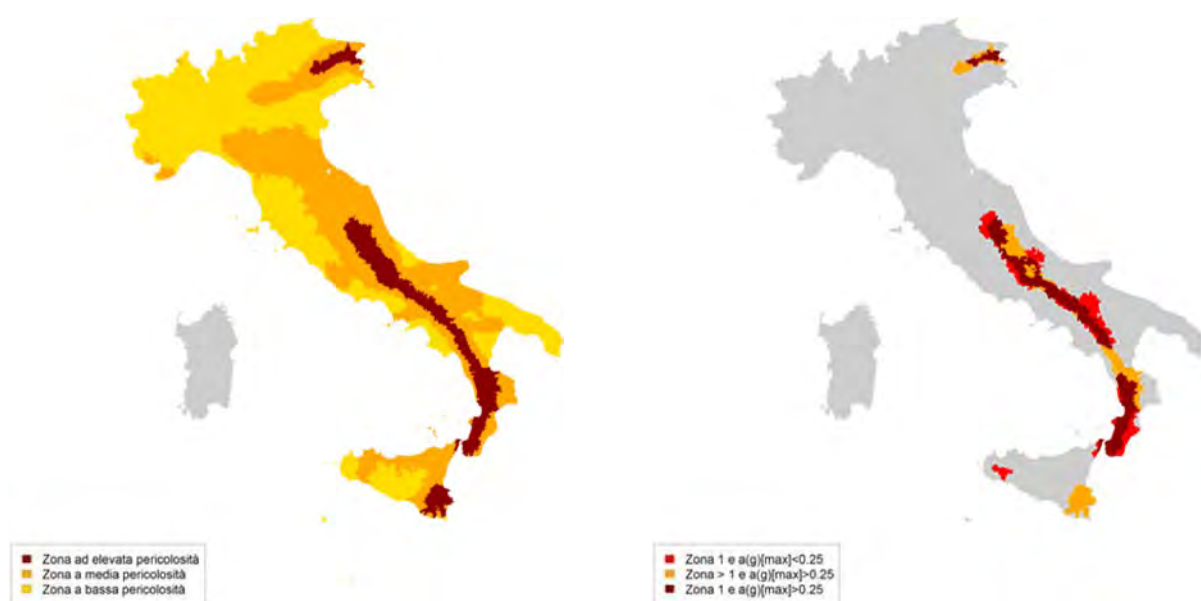 Zona ad elevata pericolosità
Zona a media pericolosità
Zona a bassa pericolosità
Zona 1 e a(g)[max]<0.25
Zona > 1 e a(g)[max]>0.25
Zona 1 e a(g)[max]>0.25